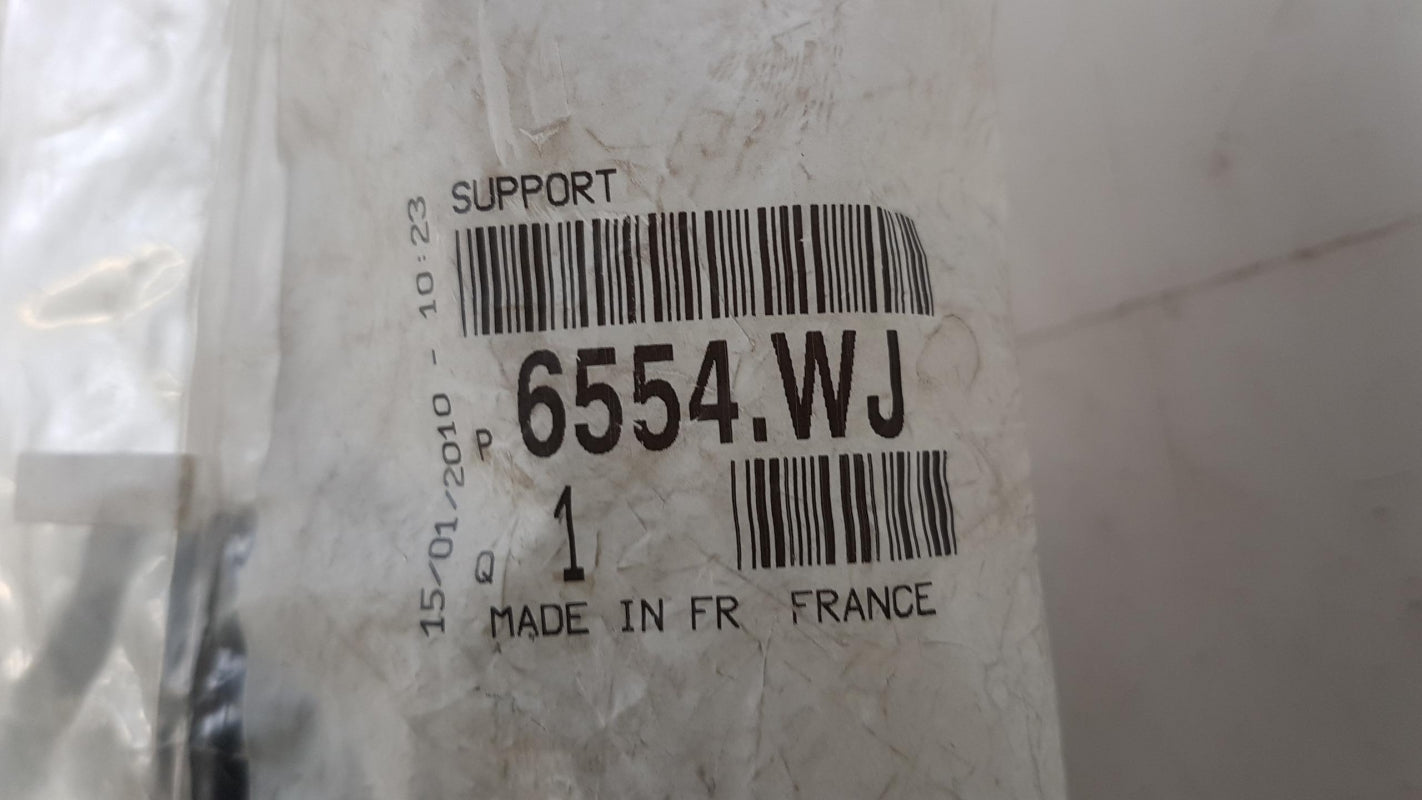 SUPPORT
15/01/2010 - 10:23
P 6554.WJ
Q 1
MADE IN FR FRANCE